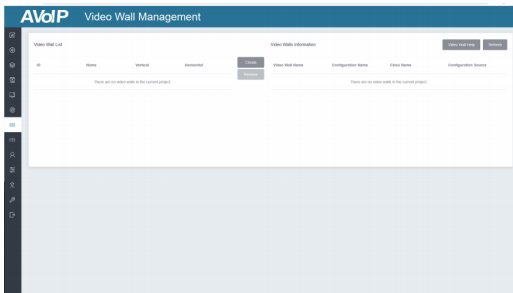 AVoIP Video Wall Management
Video Wall List
Video Walls Information
Video Wall Help
Refresh
ID
Name
Vertical
Horizontal
Create
Remove
Video Wall Name
Configuration Name
Class Name
Configuration Source
There are no video walls in the current project
There are no video walls in the current project